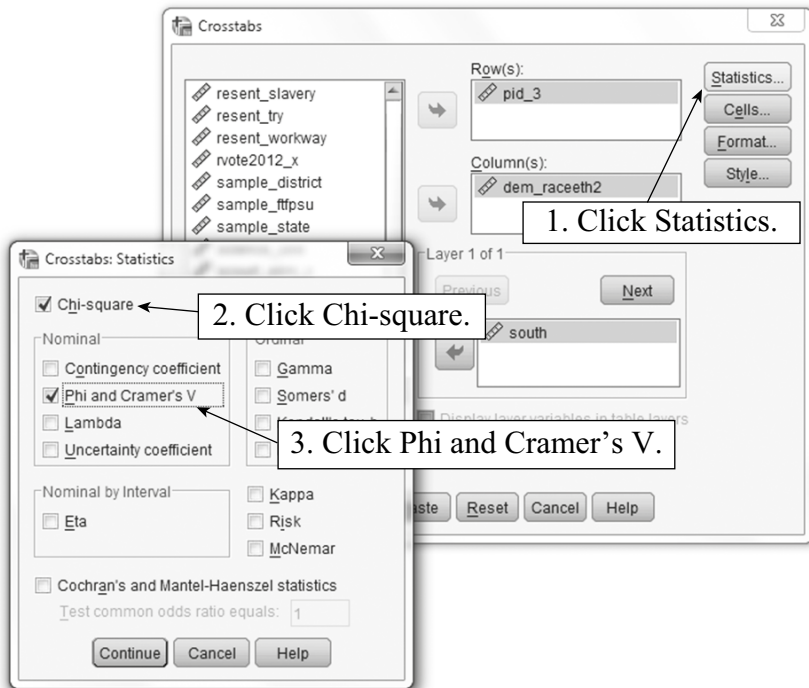 Crosstabs
resent_slavery
resent_try
resent_workway
rvote2012_x
sample_district
sample_ftfpsu
sample_state
Row(s):
pid_3
Column(s):
dem_raceeth2
Statistics...
Cells...
Format...
Style...
1. Click Statistics.
Layer 1 of 1
Previous
Next
south
Display layer variables in table layers
Reset
Cancel
Help
Crosstabs: Statistics
Chi-square
2. Click Chi-square.
Nominal
Contingency coefficient
Phi and Cramer's V
Lambda
Uncertainty coefficient
Ordinal
Gamma
Somers' d
3. Click Phi and Cramer’s V.
Nominal by Interval
Eta
Kappa
Risk
McNemar
Cochran's and Mantel-Haenszel statistics
Test common odds ratio equals: 1
Continue
Cancel
Help